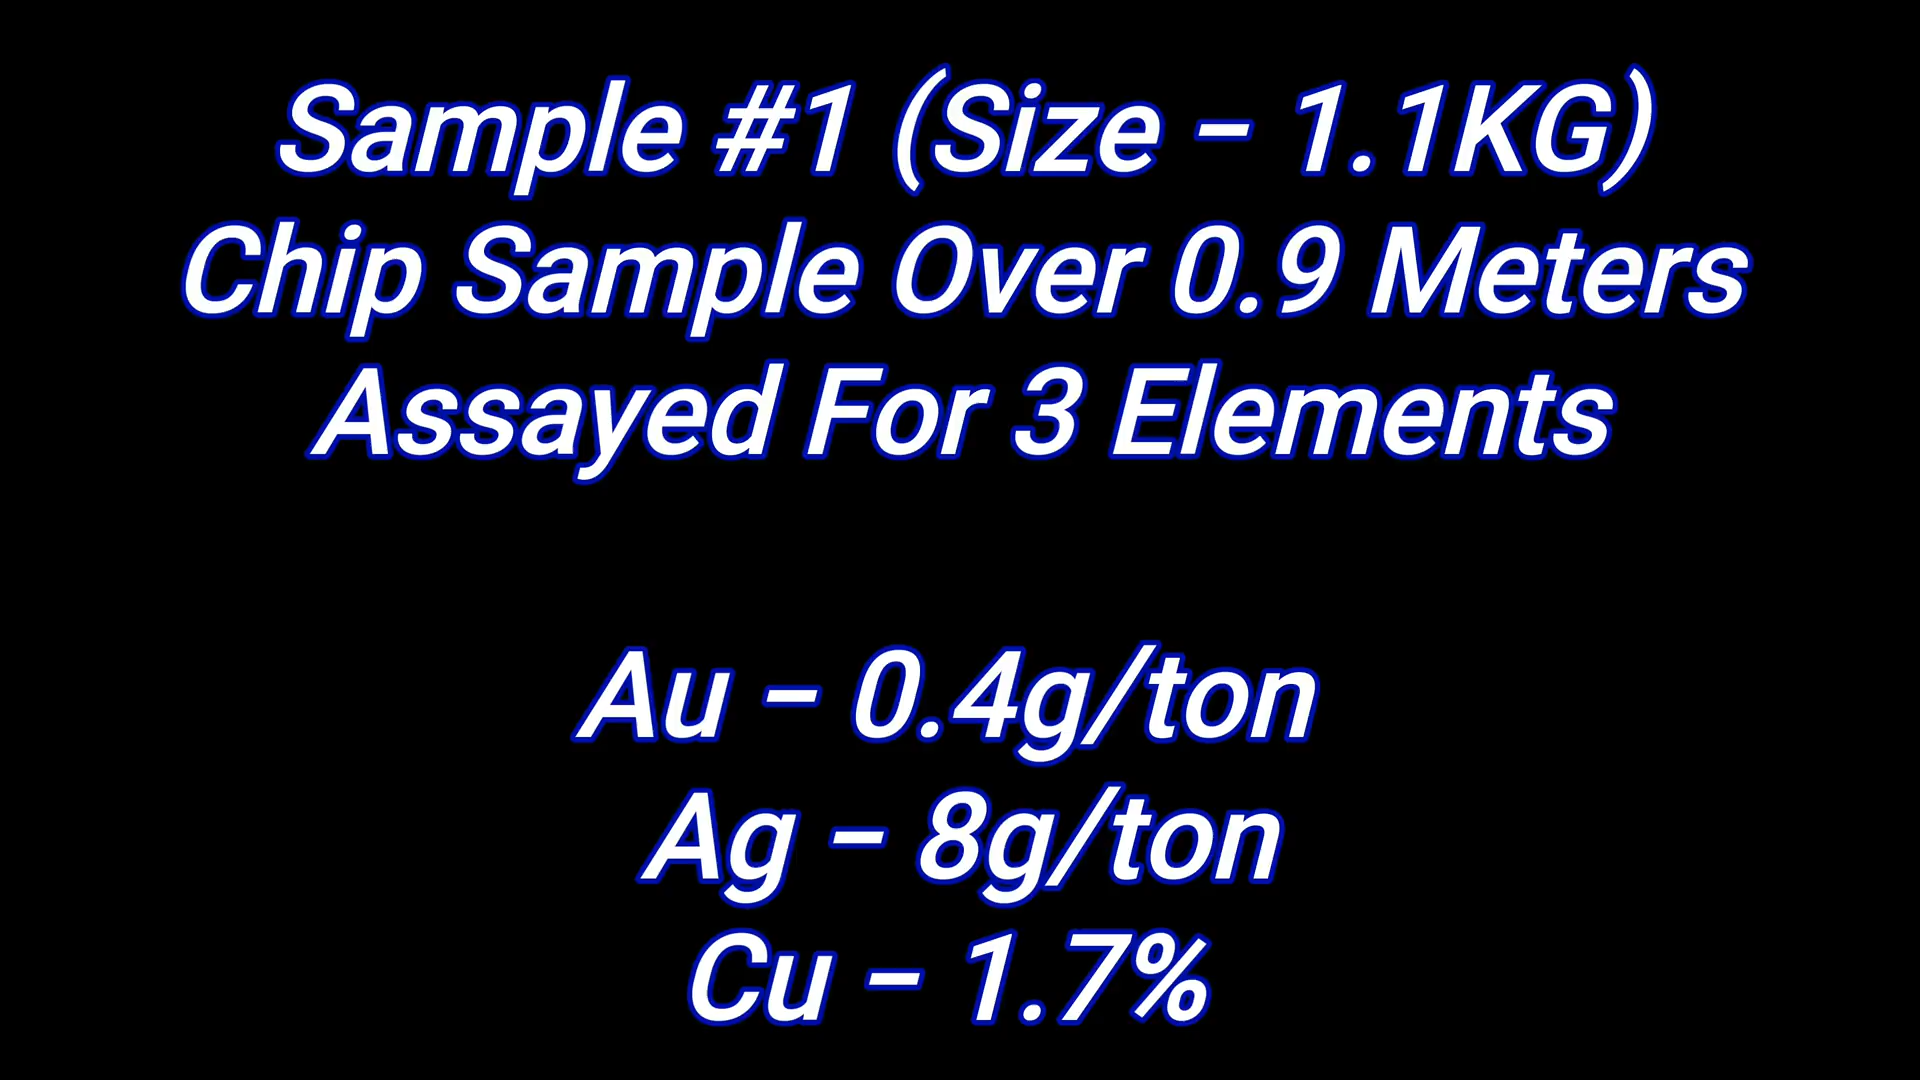 Sample #1 (Size - 1.1KG)
Chip Sample Over 0.9 Meters
Assayed For 3 Elements
Au - 0.4g/ton
Ag - 8g/ton
Cu - 1.7%